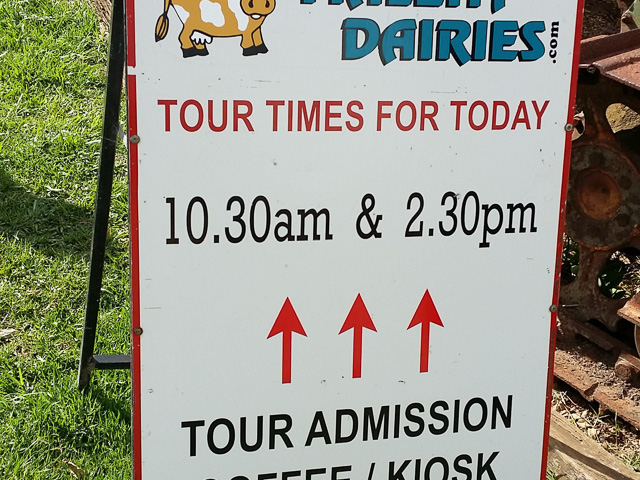 DAIRIES.com
TOUR TIMES FOR TODAY
10.30am & 2.30pm
TOUR ADMISSION
COFFEE / KIOSK